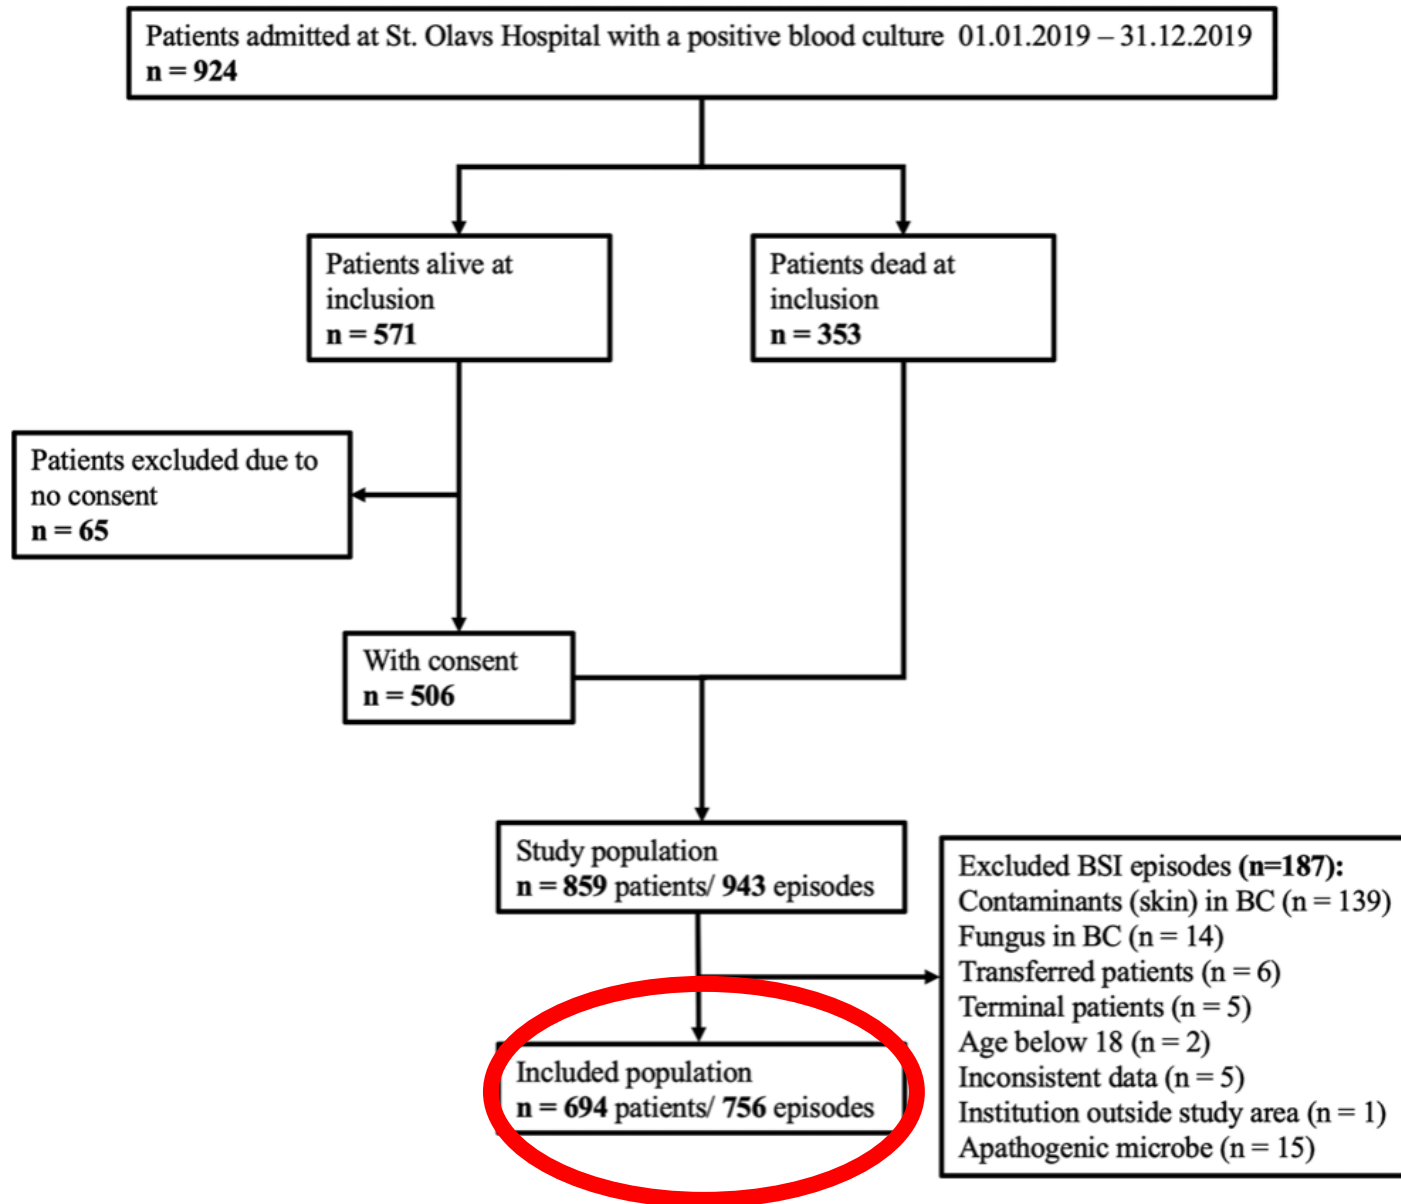 Patients admitted at St. Olavs Hospital with a positive blood culture 01.01.2019 – 31.12.2019
n = 924
Patients alive at
inclusion
n = 571
Patients dead at
inclusion
n = 353
Patients excluded due to
no consent
n = 65
With consent
n = 506
Study population
n = 859 patients/ 943 episodes
Excluded BSI episodes (n=187):
Contaminants (skin) in BC (n = 139)
Fungus in BC (n = 14)
Transferred patients (n = 6)
Terminal patients (n = 5)
Age below 18 (n = 2)
Inconsistent data (n = 5)
Institution outside study area (n = 1)
Apathogenic microbe (n = 15)
Included population
n = 694 patients/ 756 episodes